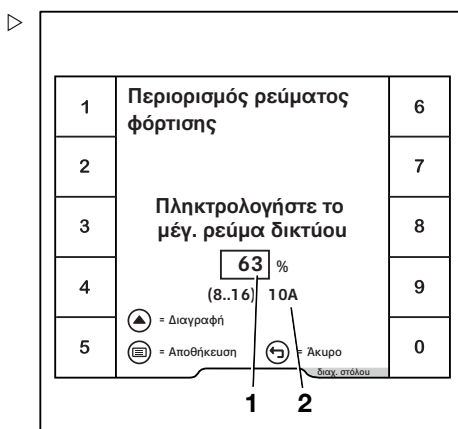 Περιορισμός ρεύματος
φόρτισης
1
2
3
4
5
6
7
8
9
0
Πληκτρολογήστε το
μέγ. ρεύμα δικτύου
63 %
(8..16) 10A
= Διαγραφή
= Αποθήκευση
= Άκυρο
διαχ. στόλου
1
2